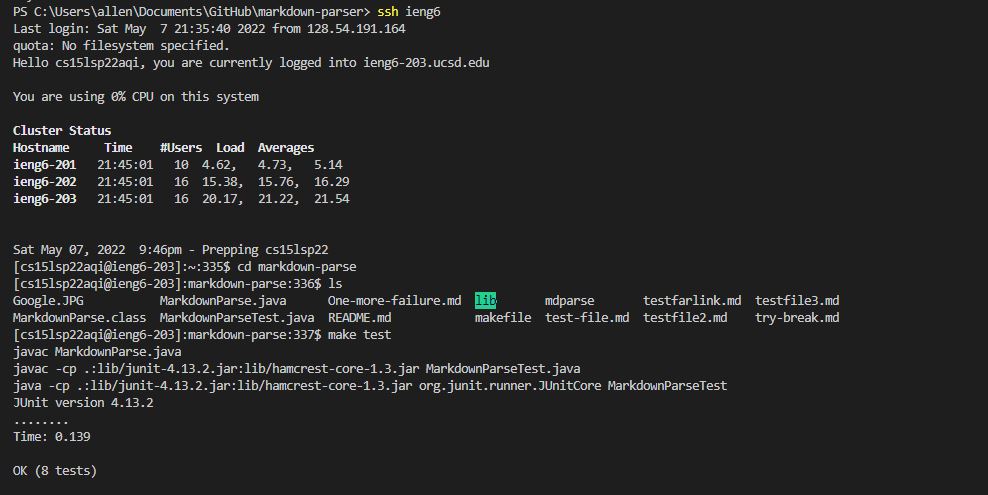 PS C:\Users\allen\Documents\GitHub\markdown-parser> ssh ieng6
Last login: Sat May  7 21:35:40 2022 from 128.54.191.164
quota: No filesystem specified.
Hello cs15lsp22aqi, you are currently logged into ieng6-203.ucsd.edu
You are using 0% CPU on this system
Cluster Status
Hostname     Time    #Users  Load  Averages
ieng6-201   21:45:01   10  4.62,   4.73,   5.14
ieng6-202   21:45:01   16  15.38,  15.76,  16.29
ieng6-203   21:45:01   16  20.17,  21.22,  21.54
Sat May 07, 2022  9:46pm - Prepping cs15lsp22
[cs15lsp22aqi@ieng6-203]:~:335$ cd markdown-parse
[cs15lsp22aqi@ieng6-203]:markdown-parse:336$ ls
Google.JPG           MarkdownParse.java      One-more-failure.md  lib       mdparse       testfarlink.md  testfile3.md
MarkdownParse.class  MarkdownParseTest.java  README.md            makefile  test-file.md  testfile2.md    try-break.md
[cs15lsp22aqi@ieng6-203]:markdown-parse:337$ make test
javac MarkdownParse.java
javac -cp .:lib/junit-4.13.2.jar:lib/hamcrest-core-1.3.jar MarkdownParseTest.java
java -cp .:lib/junit-4.13.2.jar:lib/hamcrest-core-1.3.jar org.junit.runner.JUnitCore MarkdownParseTest
JUnit version 4.13.2
........
Time: 0.139
OK (8 tests)